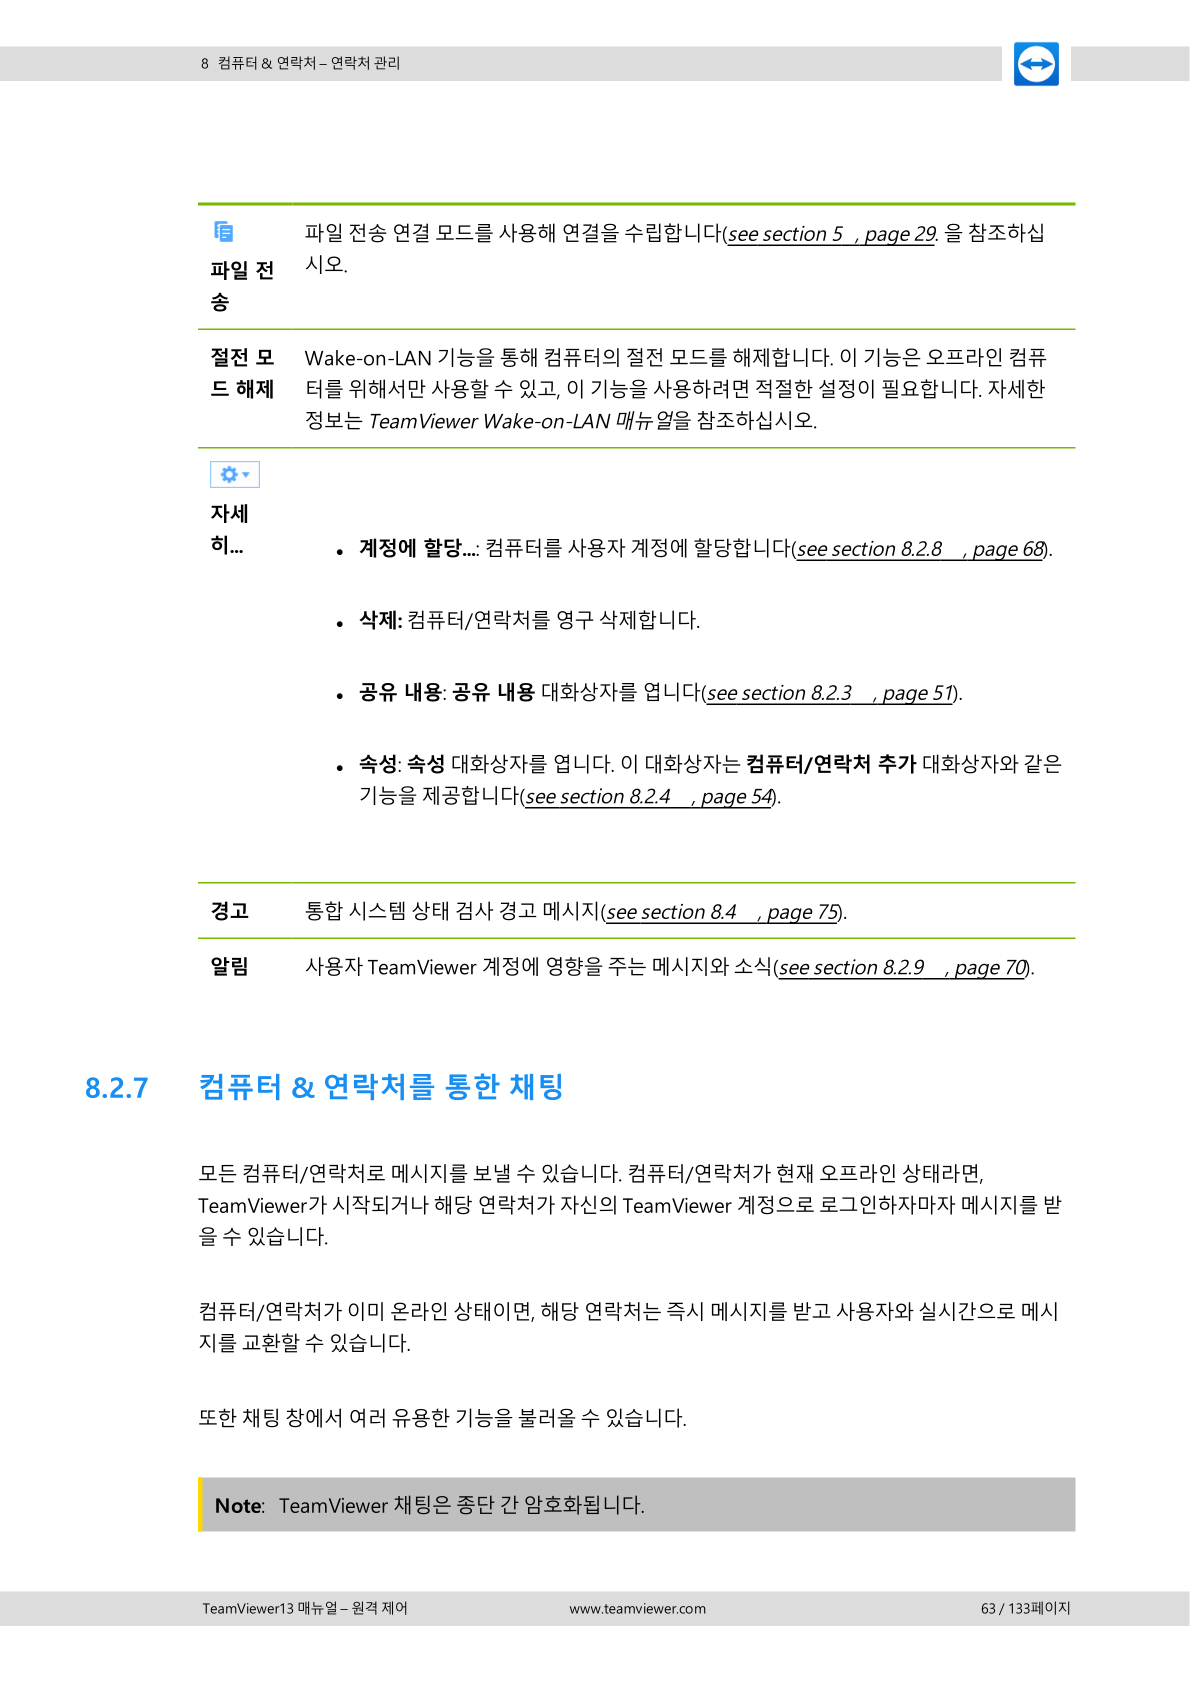 8 컴퓨터 & 연락처 – 연락처 관리
파일 전
송
파일 전송 연결 모드를 사용해 연결을 수립합니다(see section 5 , page 29. 을 참조하십
시오.
절전 모
드 해제
Wake-on-LAN 기능을 통해 컴퓨터의 절전 모드를 해제합니다. 이 기능은 오프라인 컴퓨
터를 위해서만 사용할 수 있고, 이 기능을 사용하려면 적절한 설정이 필요합니다. 자세한
정보는 TeamViewer Wake-on-LAN 매뉴얼을 참조하십시오.
자세
히...
• 계정에 할당...: 컴퓨터를 사용자 계정에 할당합니다(see section 8.2.8 , page 68).
• 삭제: 컴퓨터/연락처를 영구 삭제합니다.
• 공유 내용: 공유 내용 대화상자를 엽니다(see section 8.2.3 , page 51).
• 속성: 속성 대화상자를 엽니다. 이 대화상자는 컴퓨터/연락처 추가 대화상자와 같은
기능을 제공합니다(see section 8.2.4 , page 54).
경고
통합 시스템 상태 검사 경고 메시지(see section 8.4 , page 75).
알림
사용자 TeamViewer 계정에 영향을 주는 메시지와 소식(see section 8.2.9 , page 70).
8.2.7 컴퓨터 & 연락처를 통한 채팅
모든 컴퓨터/연락처로 메시지를 보낼 수 있습니다. 컴퓨터/연락처가 현재 오프라인 상태라면,
TeamViewer가 시작되거나 해당 연락처가 자신의 TeamViewer 계정으로 로그인하자마자 메시지를 받
을 수 있습니다.
컴퓨터/연락처가 이미 온라인 상태이면, 해당 연락처는 즉시 메시지를 받고 사용자와 실시간으로 메시
지를 교환할 수 있습니다.
또한 채팅 창에서 여러 유용한 기능을 불러올 수 있습니다.
Note: TeamViewer 채팅은 종단 간 암호화됩니다.
TeamViewer13 매뉴얼 – 원격 제어 www.teamviewer.com 63 / 133페이지